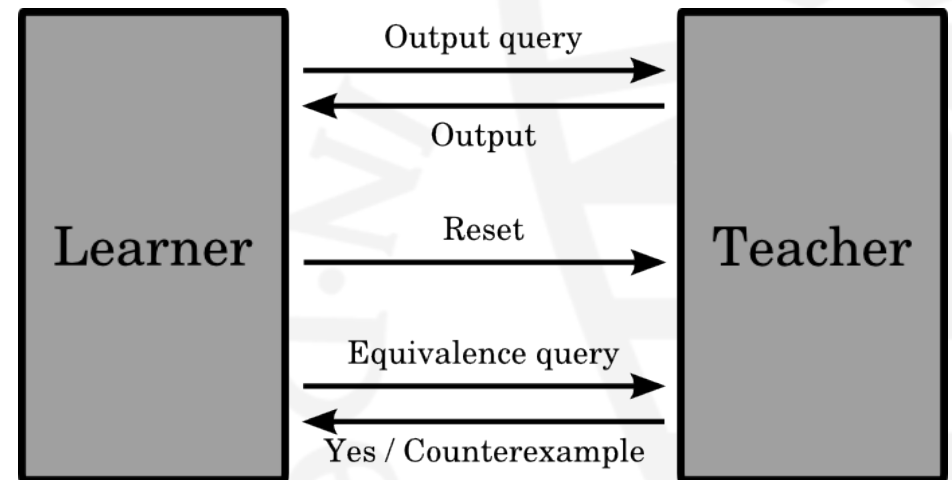 Output query
Output
Learner
Reset
Teacher
Equivalence query
Yes / Counterexample